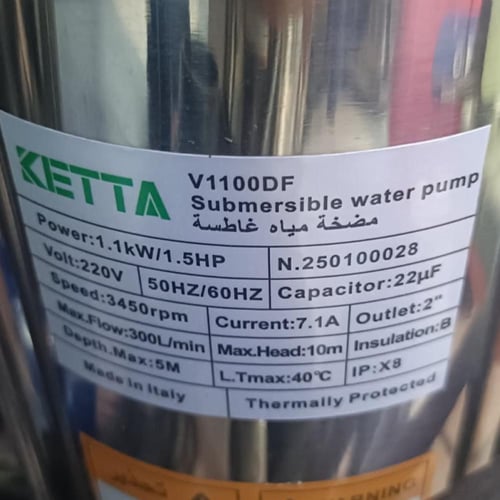 KETTA
V1100DF
Submersible water pump
مضخة مياه غاطسة
Power:1.1kW/1.5HP N.250100028
Volt:220V 50HZ/60HZ Capacitor:22µF
Speed:3450rpm Current:7.1A Outlet:2"
Max.Flow:300L/min Max.Head:10m Insulation:B
Depth.Max:5M L.Tmax:40℃ IP:X8
Made in Italy Thermally Protected
تحذير WARNING